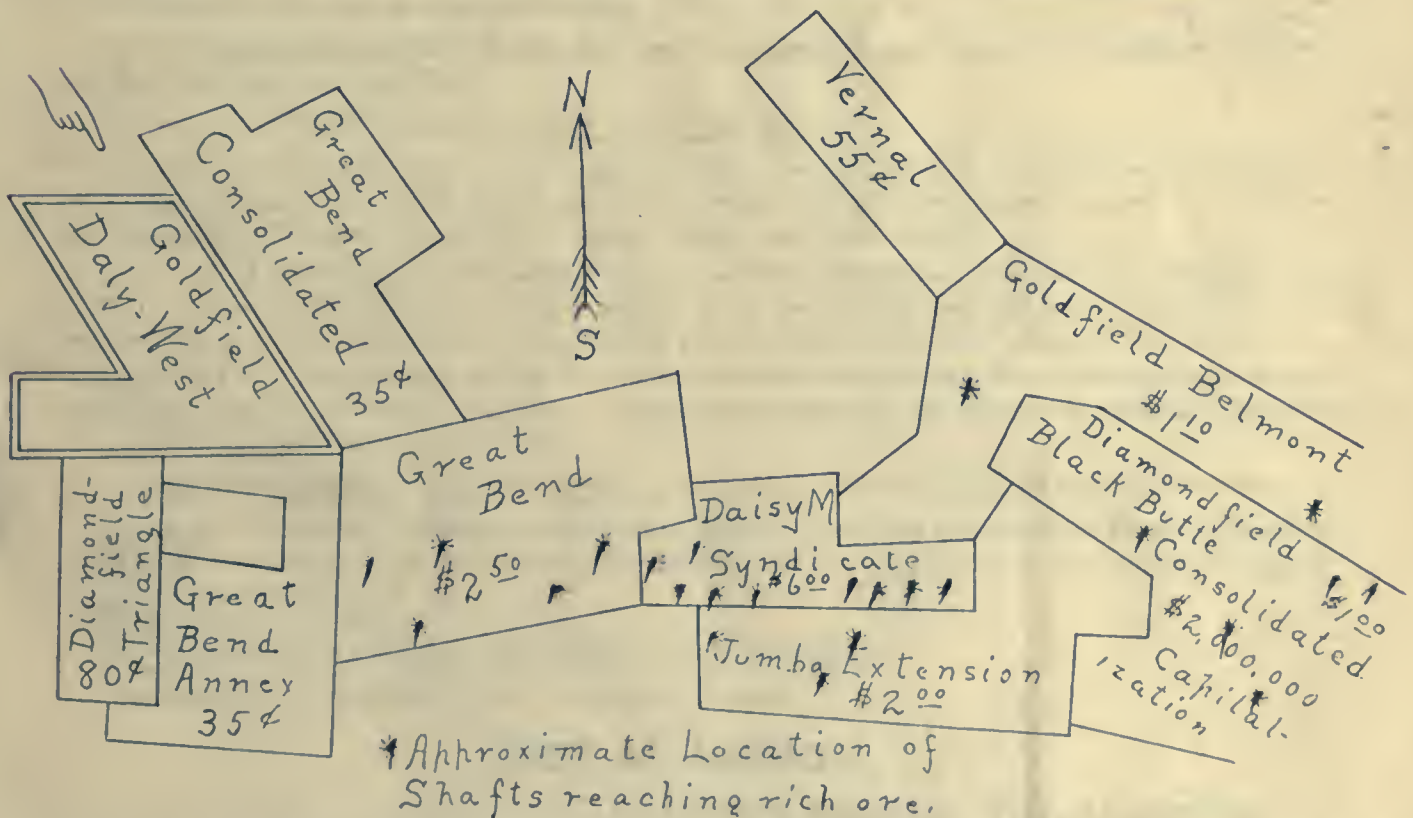 N
S
Great
Bend
Consolidated
35¢
Goldfield
Daly-West
Vernal
55¢
Goldfield Belmont
$1 10
Great
Bend
$2 50
DaisyM
Syndicate
$6 00
Diamondfield
Black Butte
Consolidated
$1 00
$2,000,000
Capital-
ization
Diamond-
field
Triangle
80¢
Great
Bend
Annex
35¢
Jumbo Extension
$2 00
Approximate Location of
Shafts reaching rich ore.